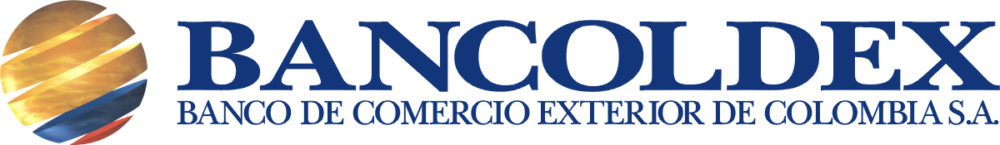 BANCOLDEX
BANCO DE COMERCIO EXTERIOR DE COLOMBIA S.A.